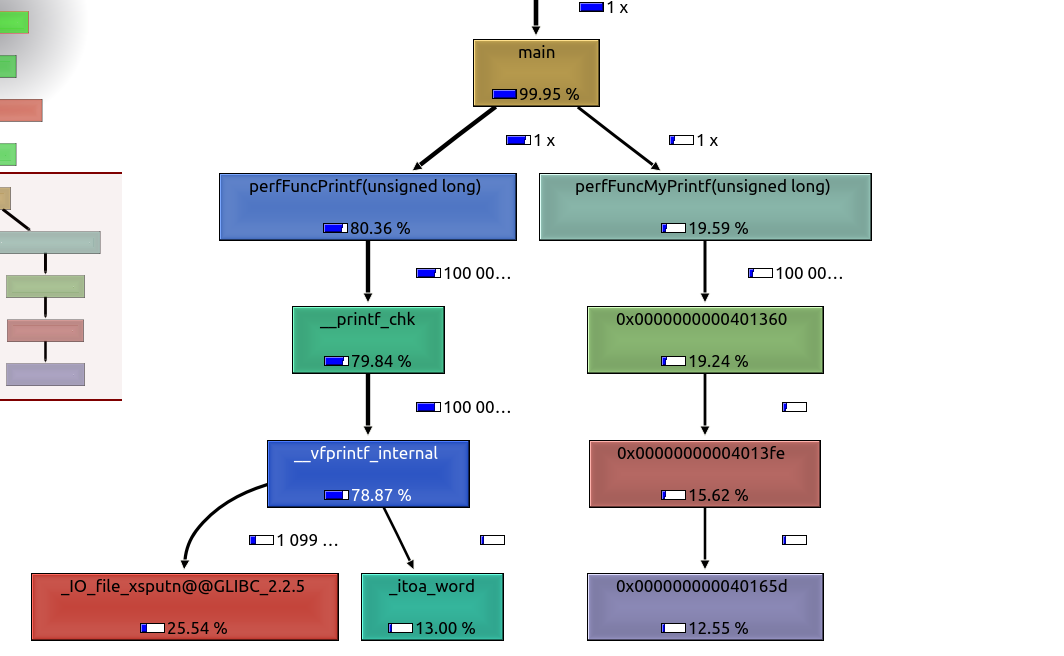 1 x
main
99.95 %
1 x
1 x
perfFuncPrintf(unsigned long)
80.36 %
perfFuncMyPrintf(unsigned long)
19.59 %
100 00...
100 00...
__printf_chk
79.84 %
0x0000000000401360
19.24 %
100 00...
__vfprintf_internal
78.87 %
0x00000000004013fe
15.62 %
1 099 ...
_IO_file_xsputn@@GLIBC_2.2.5
25.54 %
_itoa_word
13.00 %
0x000000000040165d
12.55 %